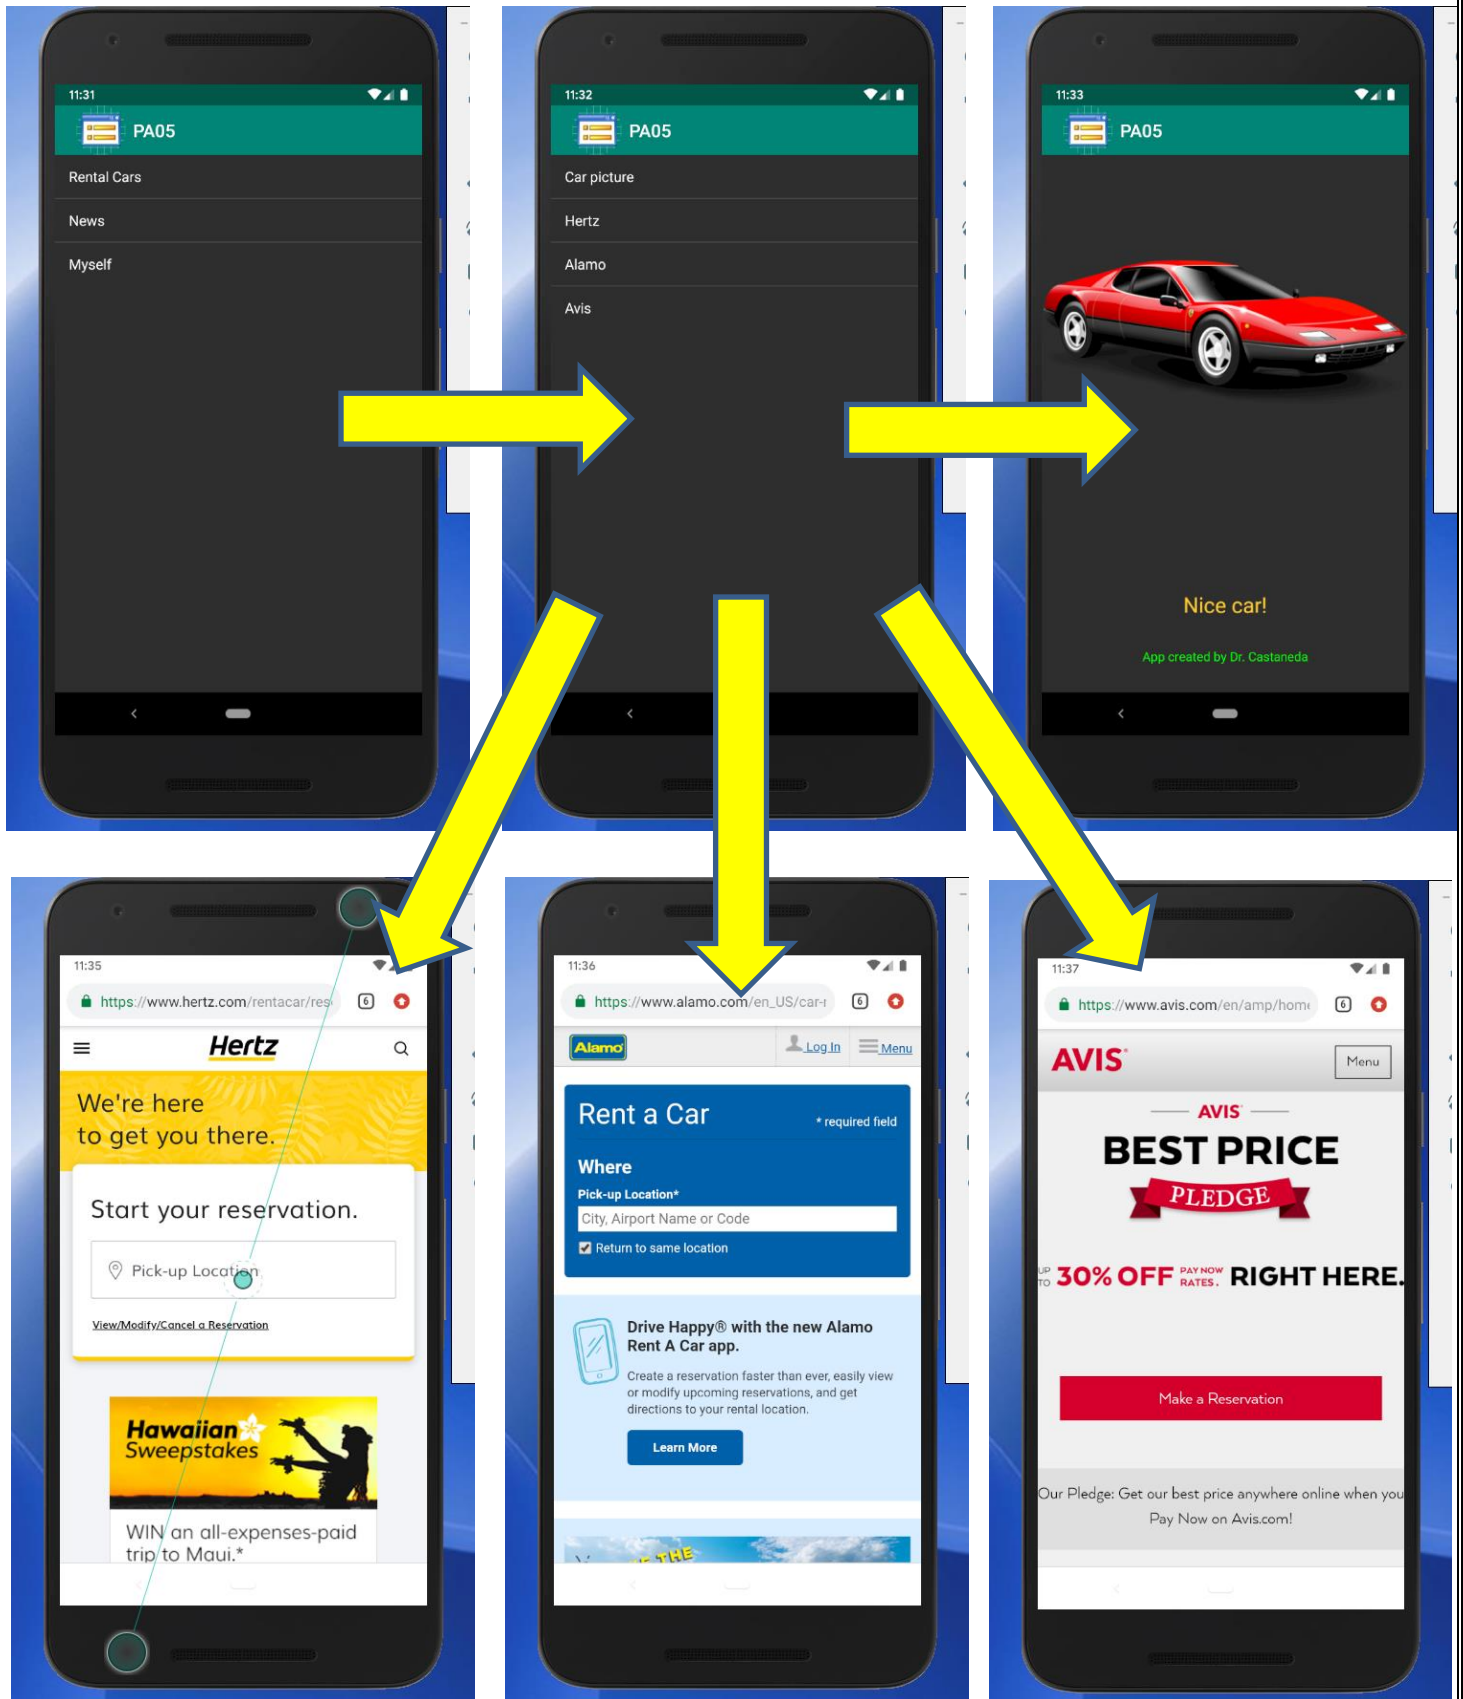 11:31
PA05
Rental Cars
News
Myself
11:32
PA05
Car picture
Hertz
Alamo
Avis
11:33
PA05
Nice car!
App created by Dr. Castaneda
11:35
https://www.hertz.com/rentacar/res
6
Hertz
We're here
to get you there.
Start your reservation.
Pick-up Location
View/Modify/Cancel a Reservation
Hawaiian
Sweepstakes
WIN an all-expenses-paid
trip to Maui.*
11:36
https://www.alamo.com/en_US/car-r
6
Alamo
Log In
Menu
Rent a Car
* required field
Where
Pick-up Location*
City, Airport Name or Code
Return to same location
Drive Happy® with the new Alamo
Rent A Car app.
Create a reservation faster than ever, easily view
or modify upcoming reservations, and get
directions to your rental location.
Learn More
THE
11:37
https://www.avis.com/en/amp/home
6
AVIS
Menu
AVIS
BEST PRICE
PLEDGE
UP TO 30% OFF PAY NOW RATES. RIGHT HERE.
Make a Reservation
Our Pledge: Get our best price anywhere online when you
Pay Now on Avis.com!